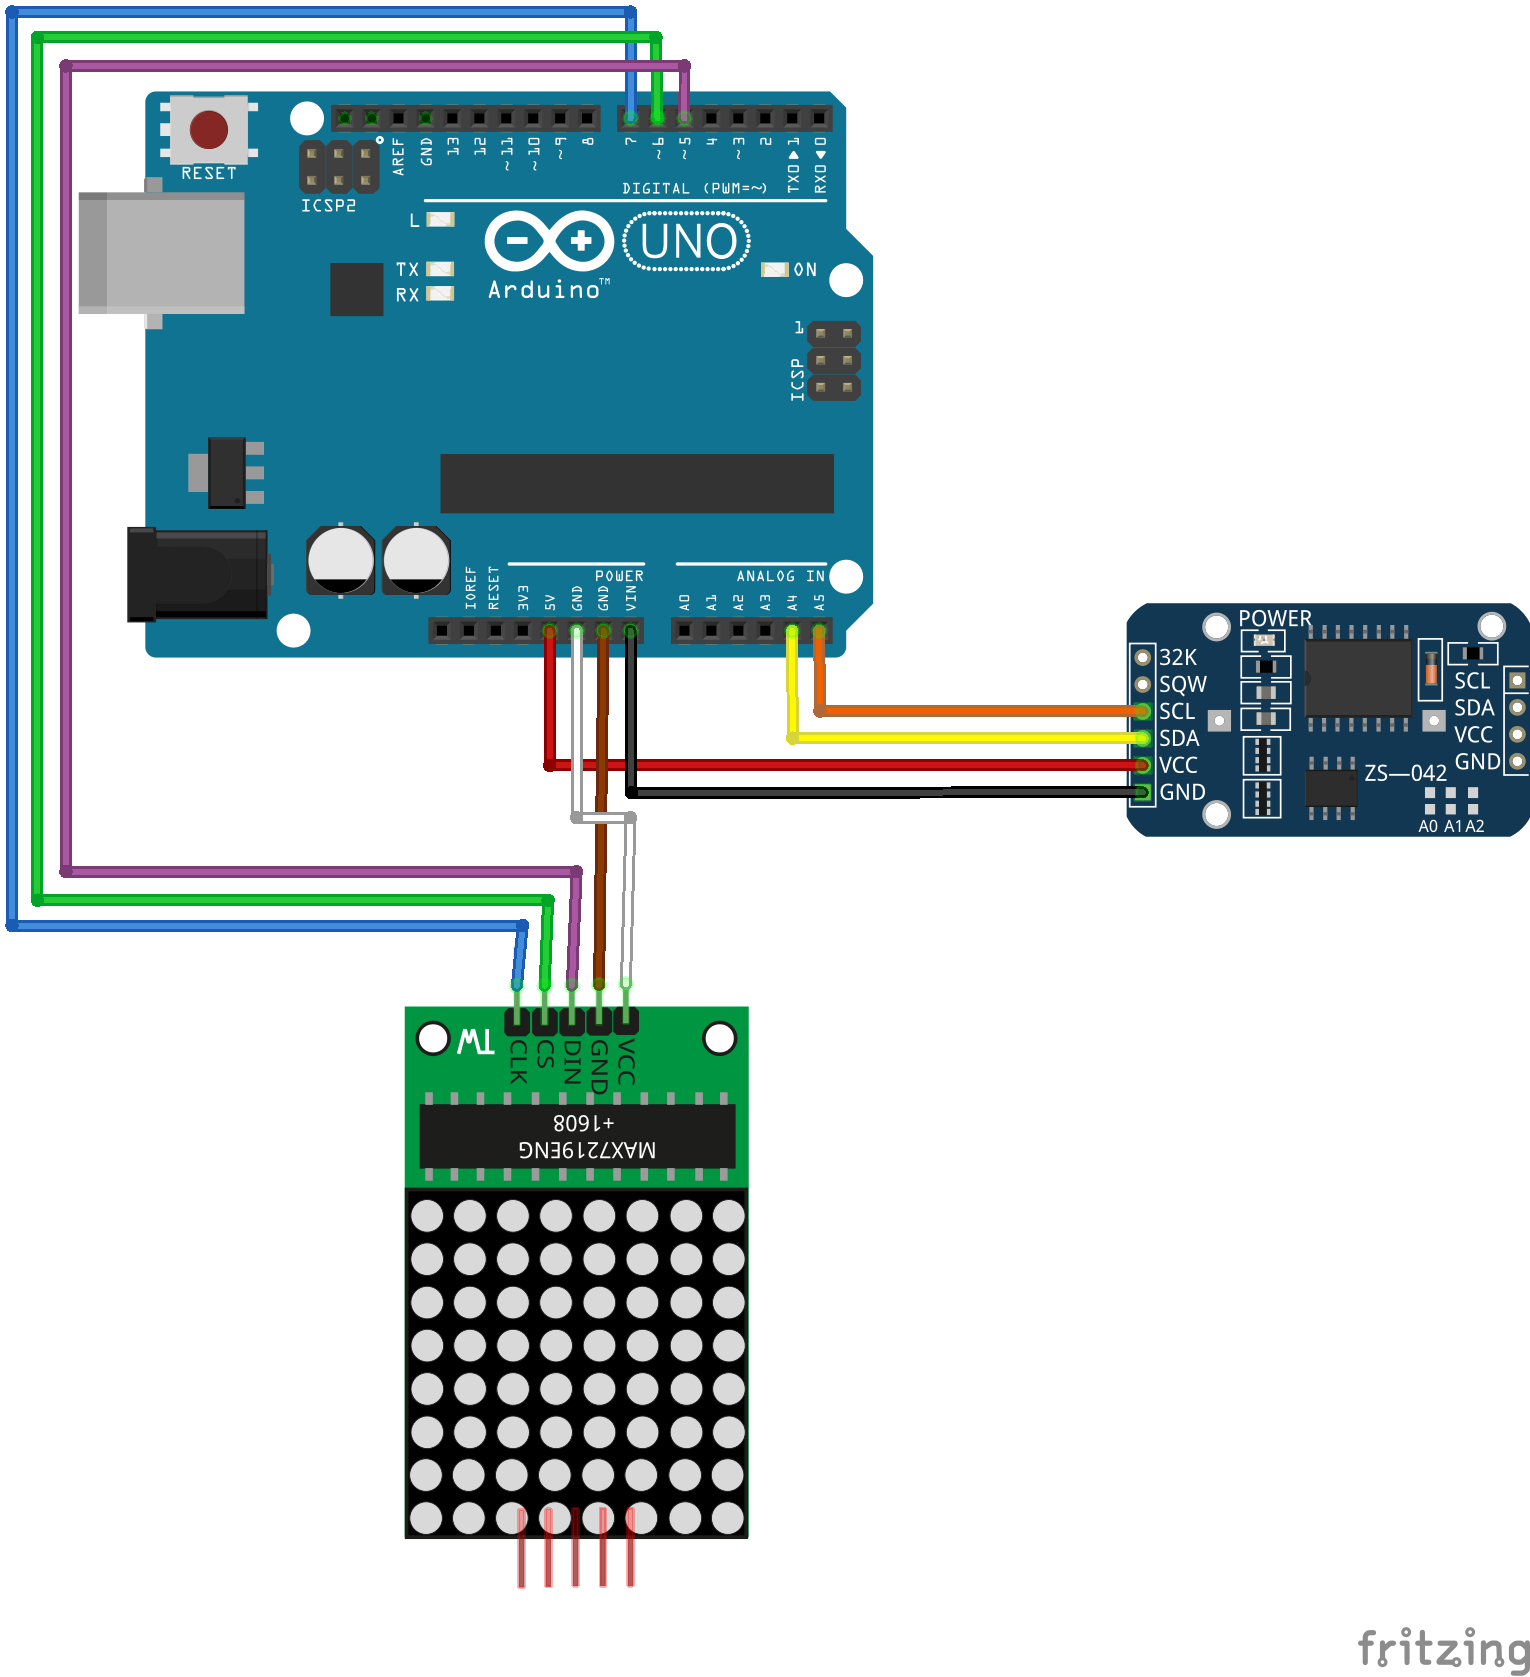 RESET
ICSP2
AREF
GND
13
12
~11
~10
~9
8
7
~6
~5
4
~3
2
TX0▶1
RX0◀0
DIGITAL (PWM=~)
L
TX
RX
UNO
Arduino™
ON
1
ICSP
IOREF
RESET
3V3
5V
GND
GND
VIN
POWER
ANALOG IN
A0
A1
A2
A3
A4
A5
POWER
32K
SQW
SCL
SDA
VCC
GND
SCL
SDA
VCC
GND
ZS—042
A0 A1 A2
TW
CLK
CS
DIN
GND
VCC
MAX7219ENG
+1608
fritzing